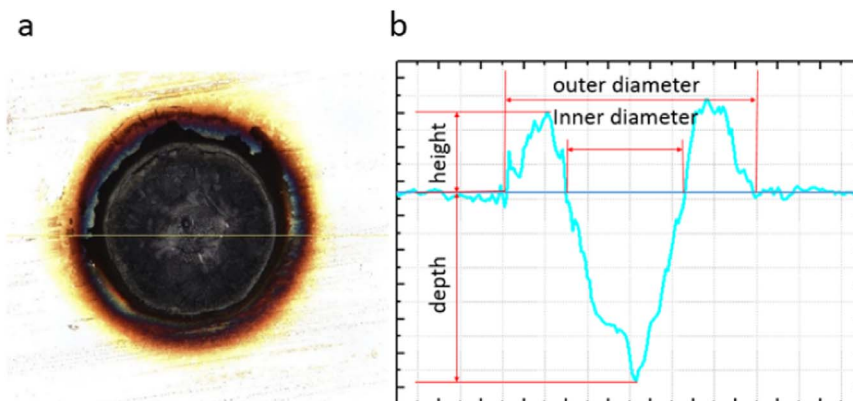 a
b
outer diameter
Inner diameter
height
depth